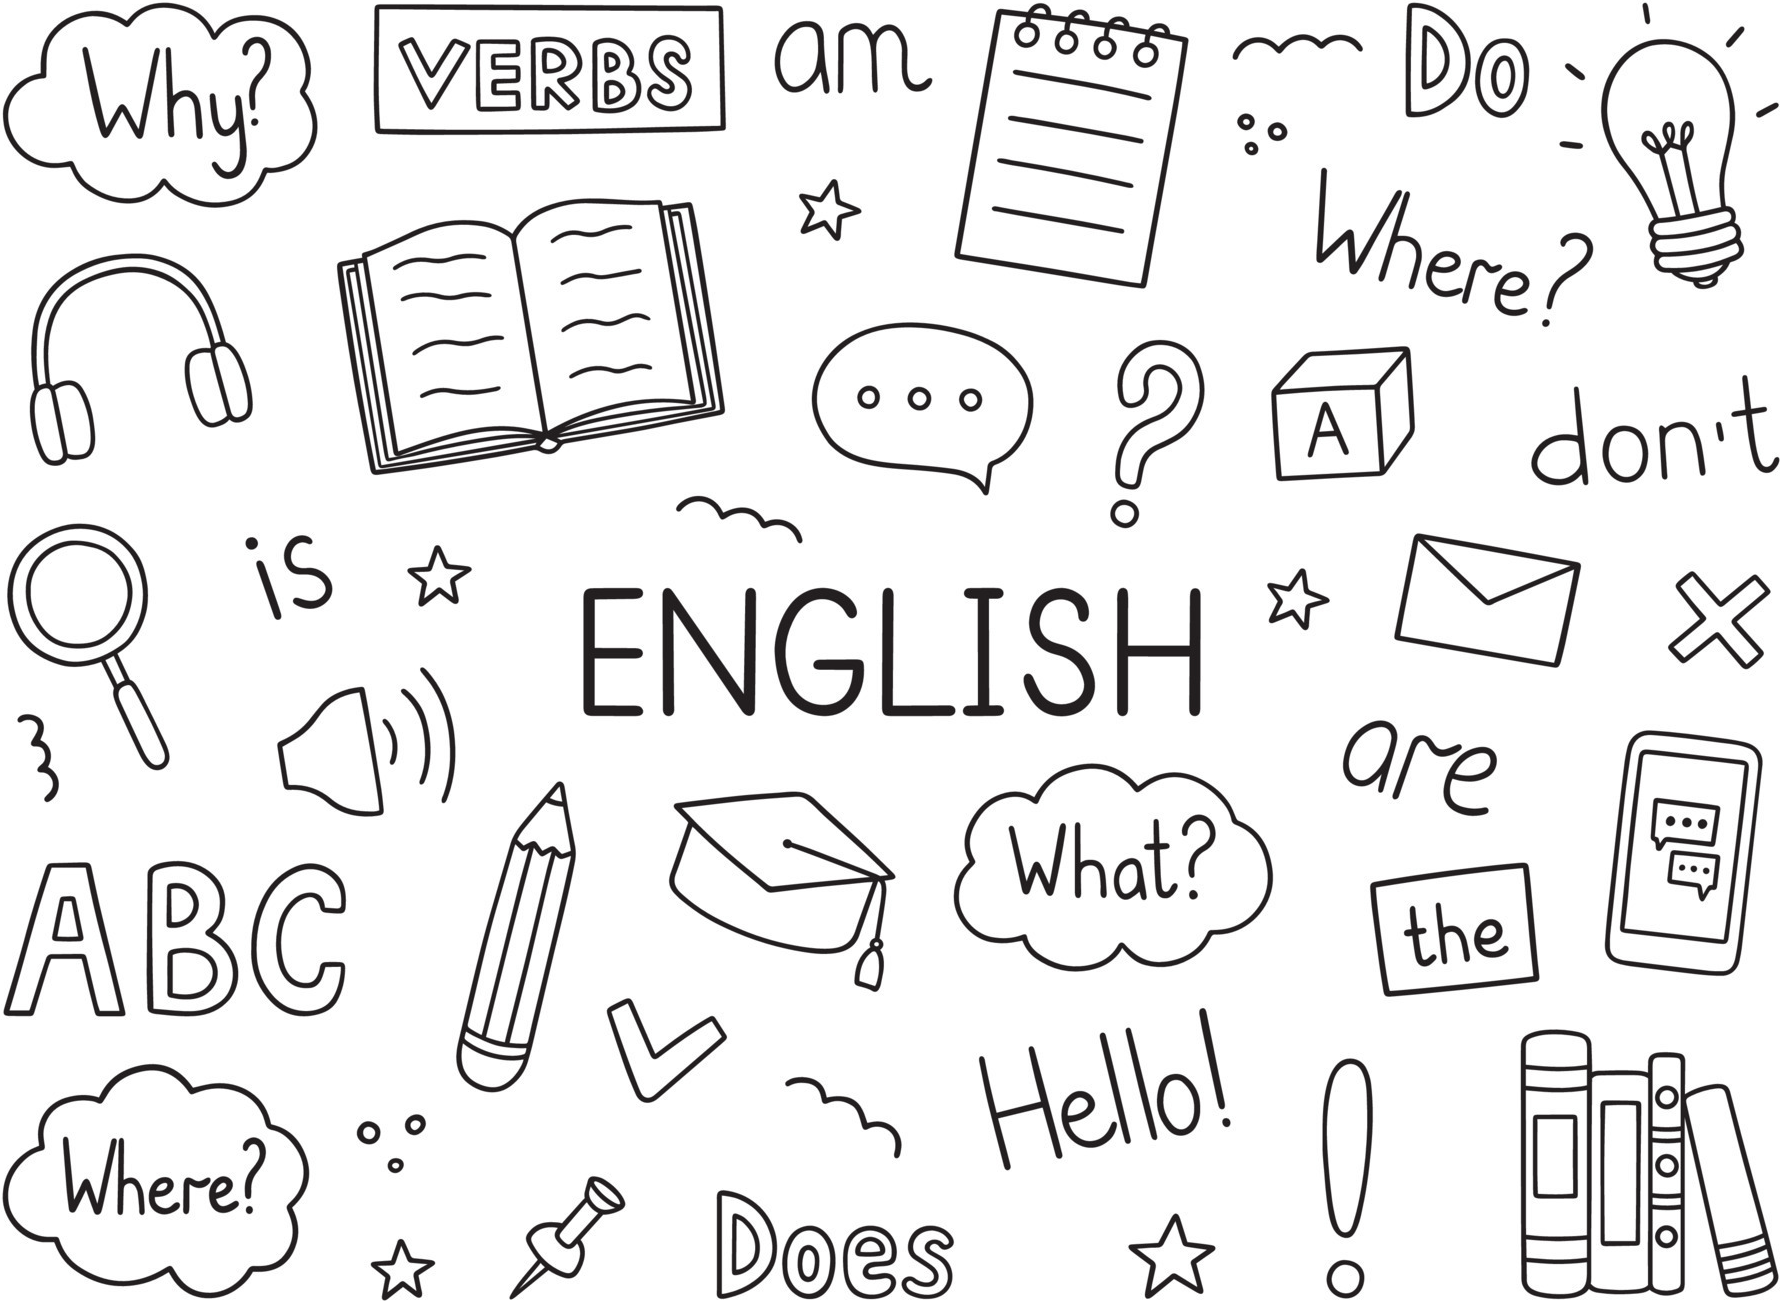 Why?
VERBS
am
Do
Where?
A
don't
is
ENGLISH
are
What?
ABC
the
Hello!
Where?
Does